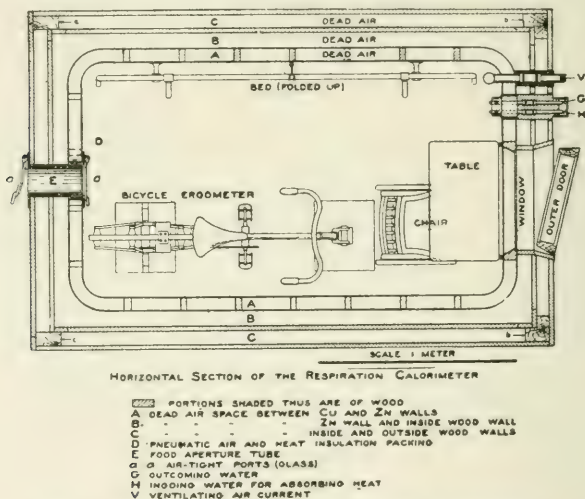 C DEAD AIR
B DEAD AIR
A DEAD AIR
BED (FOLDED UP)
V
G
H
D
a E a
BICYCLE ERGOMETER
CHAIR
TABLE
WINDOW
OUTER DOOR
A
B
C
SCALE 1 METER
HORIZONTAL SECTION OF THE RESPIRATION CALORIMETER
PORTIONS SHADED THUS ARE OF WOOD
A DEAD AIR SPACE BETWEEN Cu AND Zn WALLS
B - - - - Zn WALL AND INSIDE WOOD WALL
C - - - - INSIDE AND OUTSIDE WOOD WALLS
D PNEUMATIC AIR AND HEAT INSULATION PACKING
E FOOD APERTURE TUBE
a a AIR-TIGHT PORTS (GLASS)
G OUTCOMING WATER
H INGOING WATER FOR ABSORBING HEAT
V VENTILATING AIR CURRENT